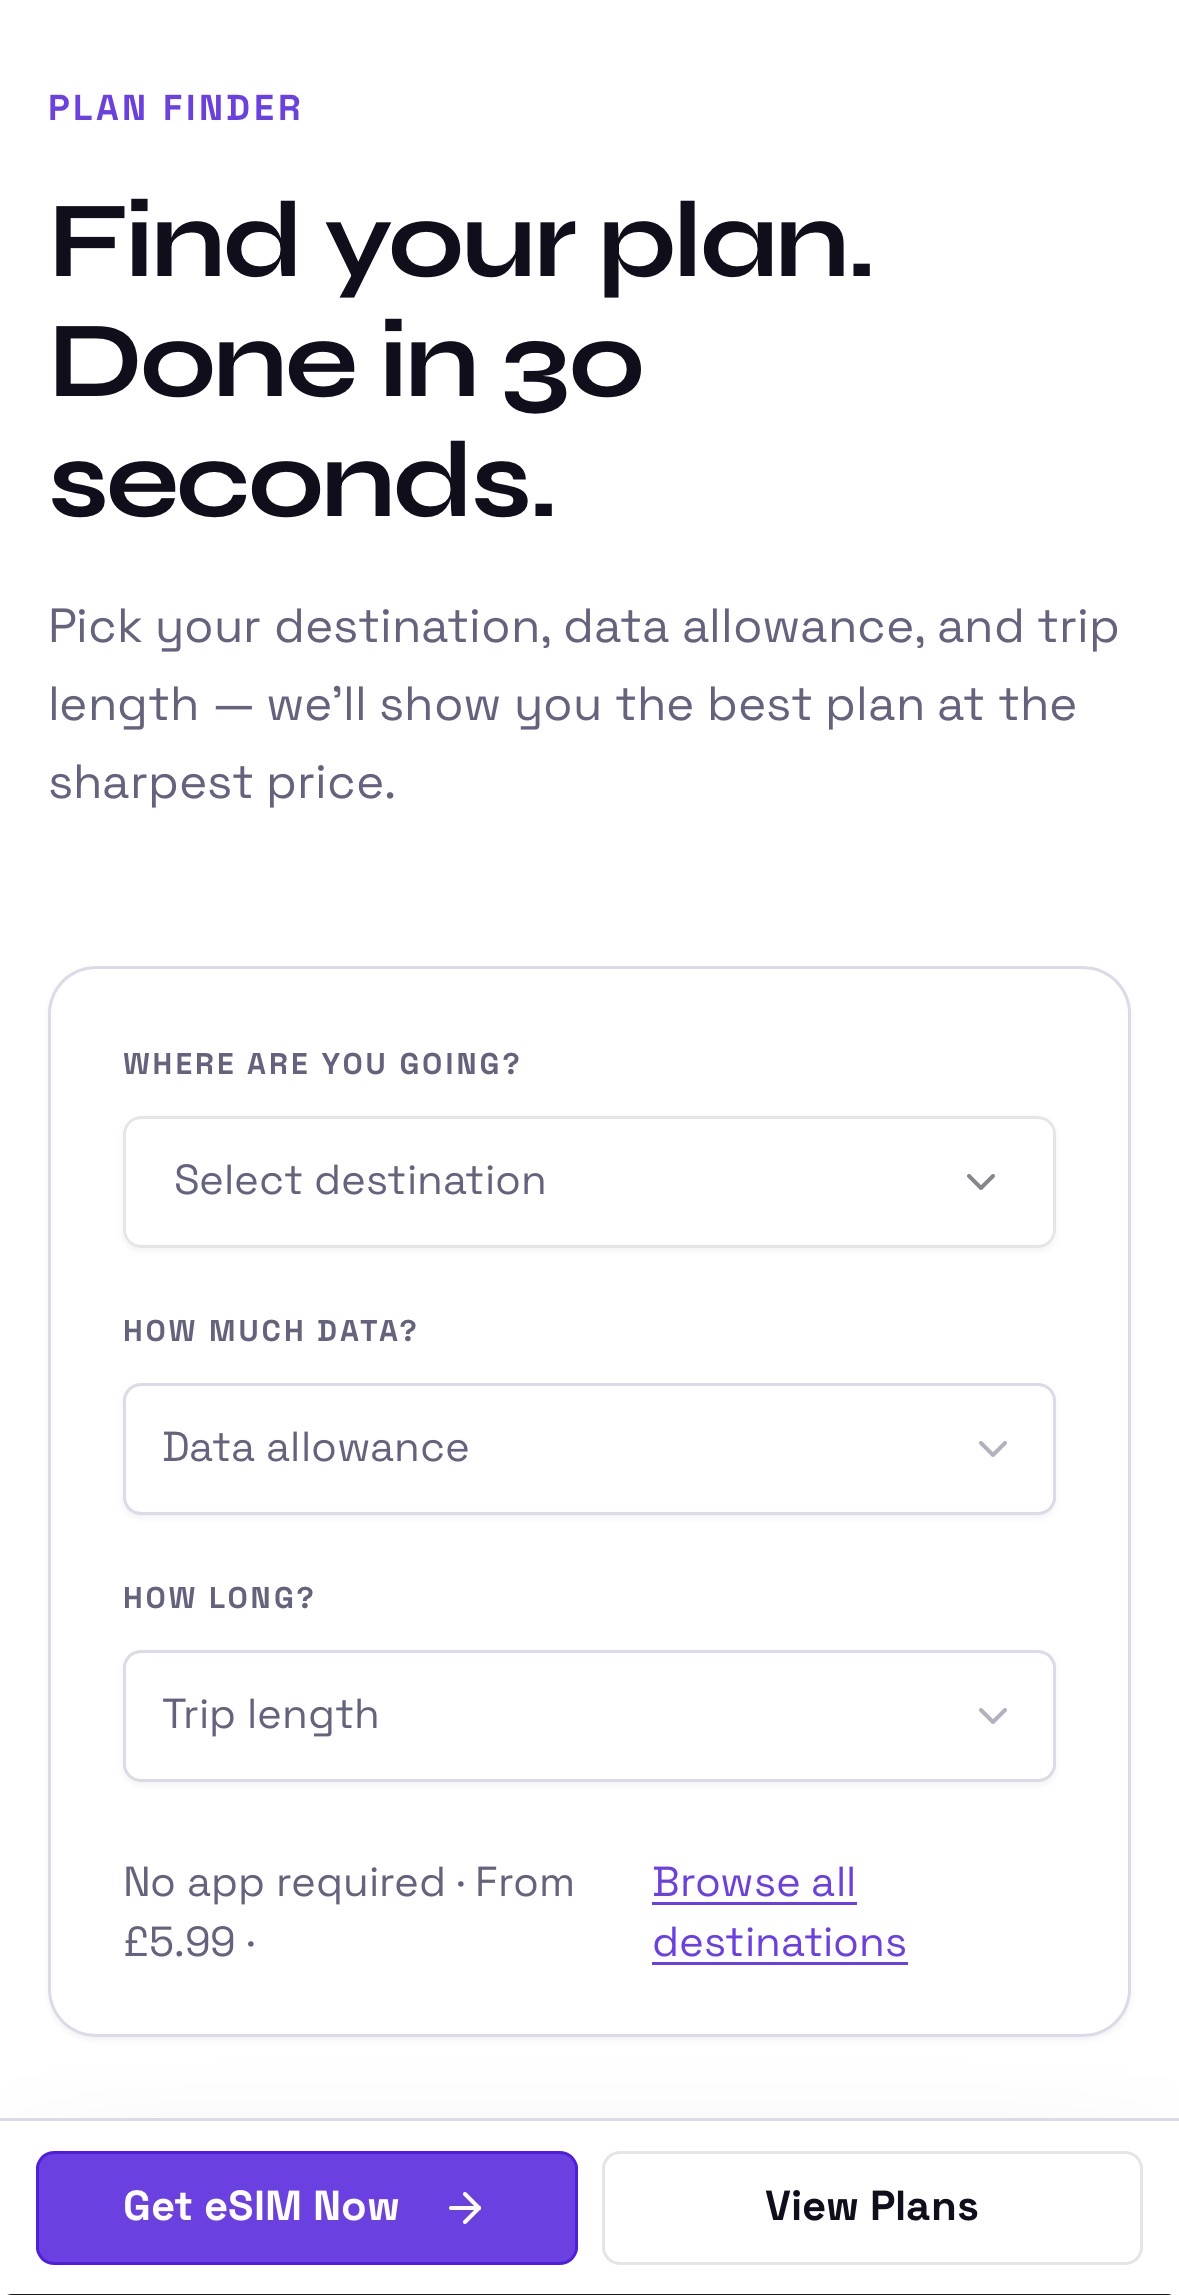 PLAN FINDER
Find your plan.
Done in 30
seconds.
Pick your destination, data allowance, and trip
length — we’ll show you the best plan at the
sharpest price.
WHERE ARE YOU GOING?
Select destination
HOW MUCH DATA?
Data allowance
HOW LONG?
Trip length
No app required · From
£5.99 ·
Browse all
destinations
Get eSIM Now →
View Plans